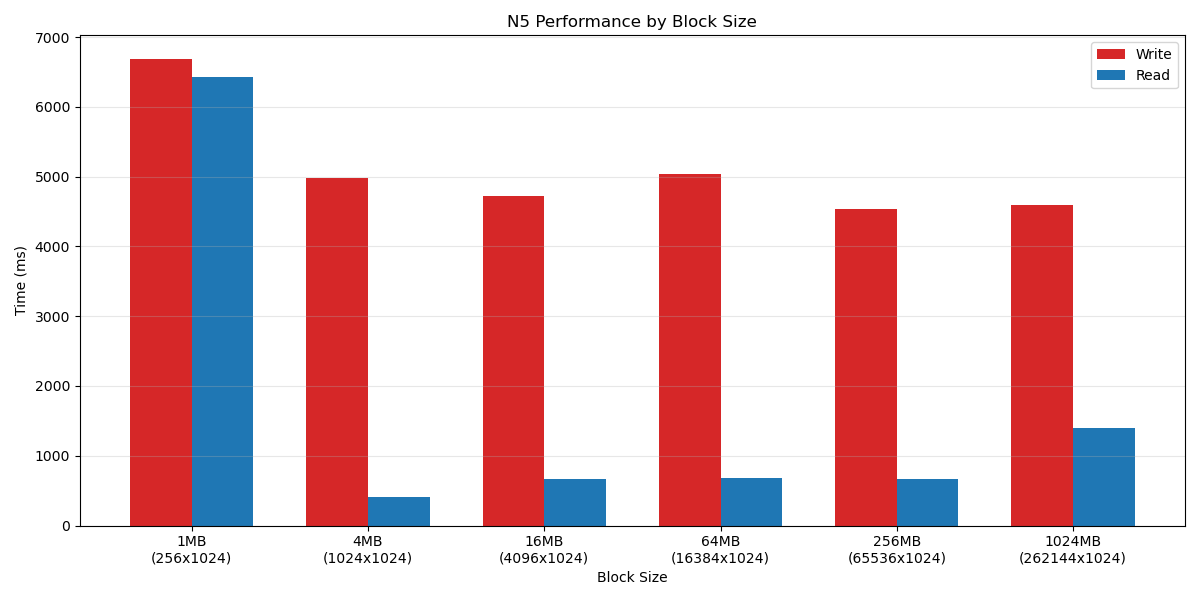 N5 Performance by Block Size
Write
Read
Time (ms)
7000
6000
5000
4000
3000
2000
1000
0
1MB
(256x1024)
4MB
(1024x1024)
16MB
(4096x1024)
64MB
(16384x1024)
256MB
(65536x1024)
1024MB
(262144x1024)
Block Size